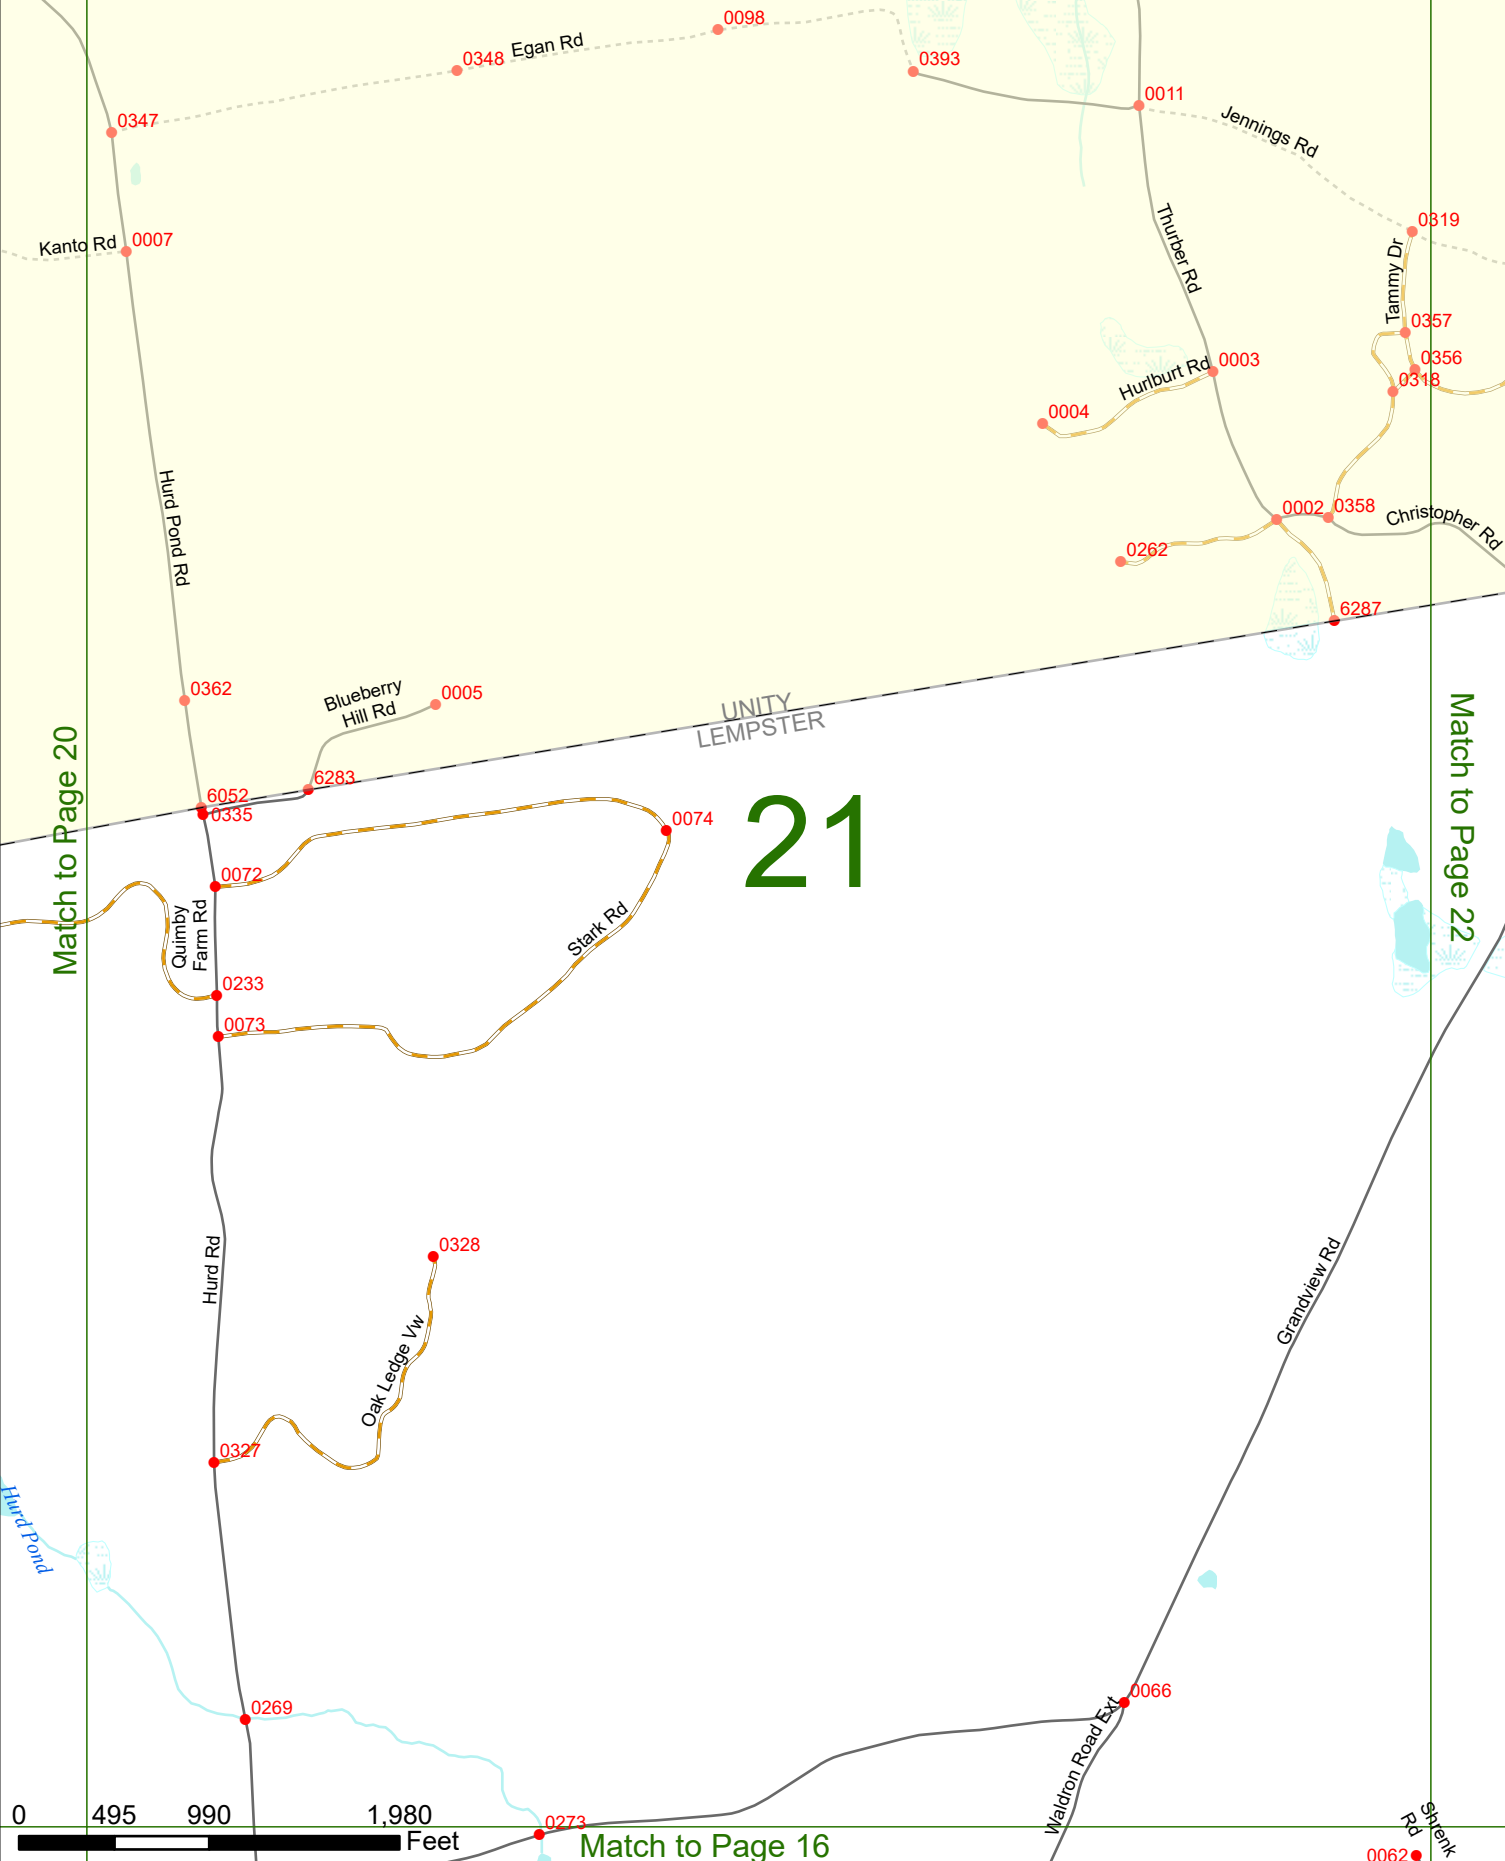 0098
0348
Egan Rd
0393
0011
0347
Jennings Rd
0319
Kanto Rd
0007
Thurber Rd
Tammy Dr
0357
0356
0318
0003
Hurlburt Rd
0004
Hurd Pond Rd
0002
0358
Christopher Rd
0262
6287
0362
Blueberry
Hill Rd
0005
UNITY
LEMPSTER
Match to Page 20
Match to Page 22
6283
6052
0335
21
0074
0072
Quimby
Farm Rd
Stark Rd
0233
0073
Hurd Rd
0328
Grandview Rd
Oak Ledge Vw
0327
Hurd Pond
0269
0066
Waldron Road Ext
0273
0 495 990 1,980
Feet
Match to Page 16
Shrenk
Rd
0062